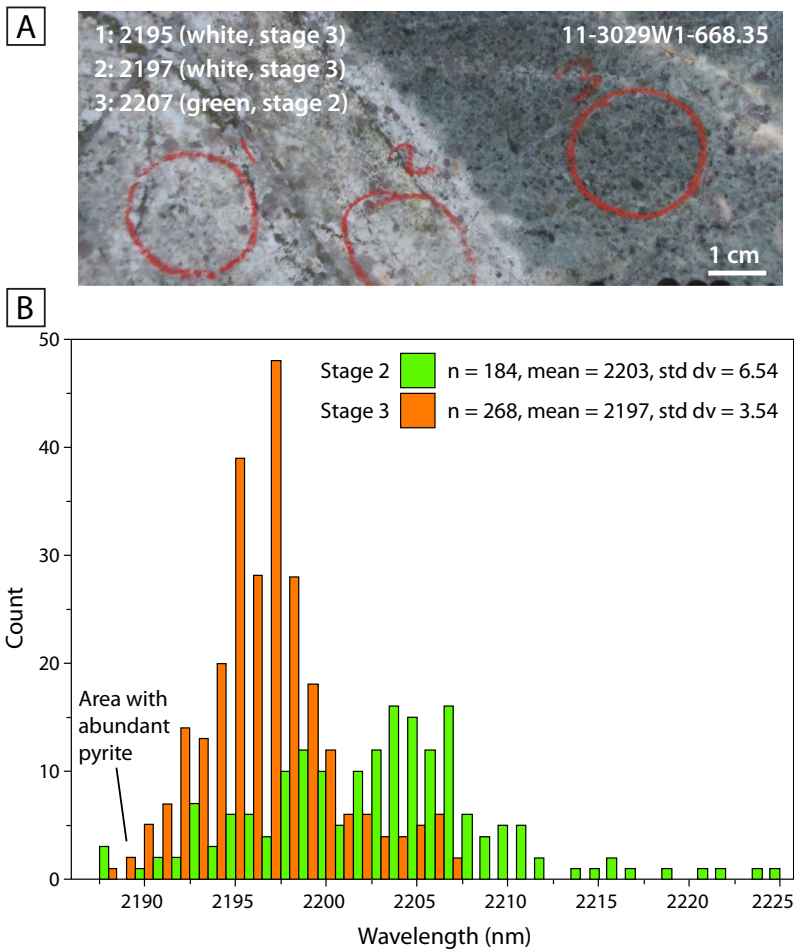 A
1: 2195 (white, stage 3)
2: 2197 (white, stage 3)
3: 2207 (green, stage 2)
11-3029W1-668.35
1
2
3
1 cm
B
50
40
30
20
10
0
Count
Stage 2 n = 184, mean = 2203, std dv = 6.54
Stage 3 n = 268, mean = 2197, std dv = 3.54
Area with
abundant
pyrite
2190 2195 2200 2205 2210 2215 2220 2225
Wavelength (nm)